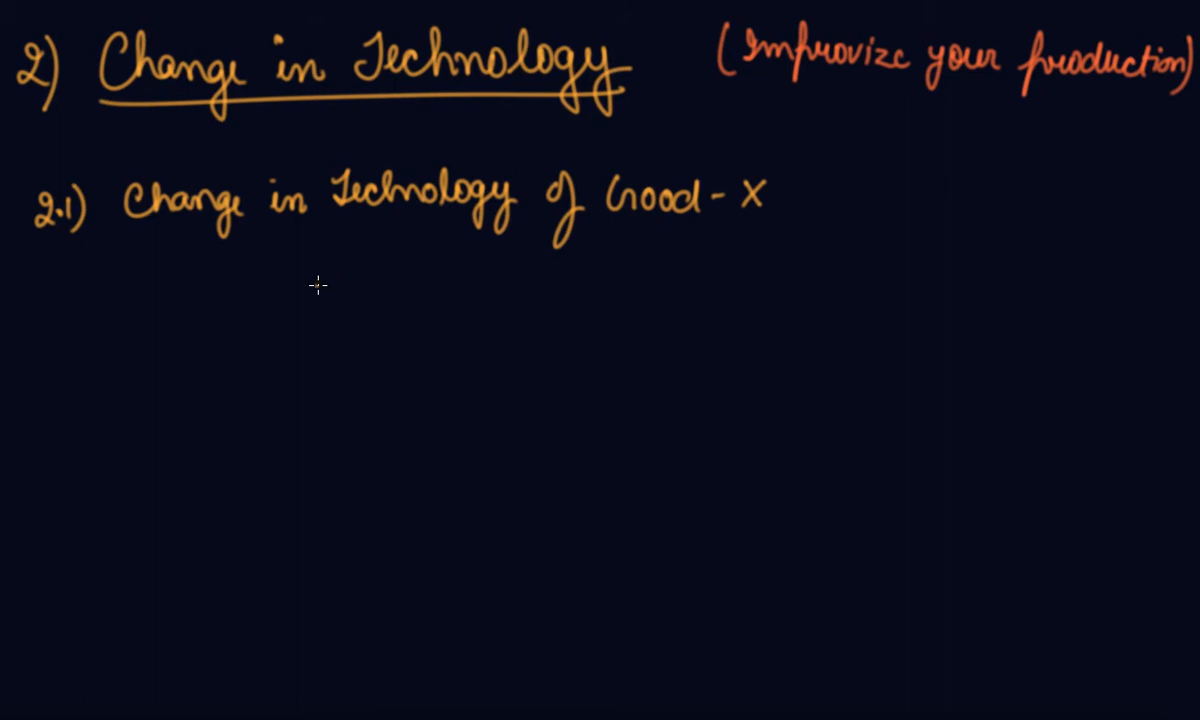 2) Change in Technology (Improvize your production)
2.1) Change in Technology of Good - X